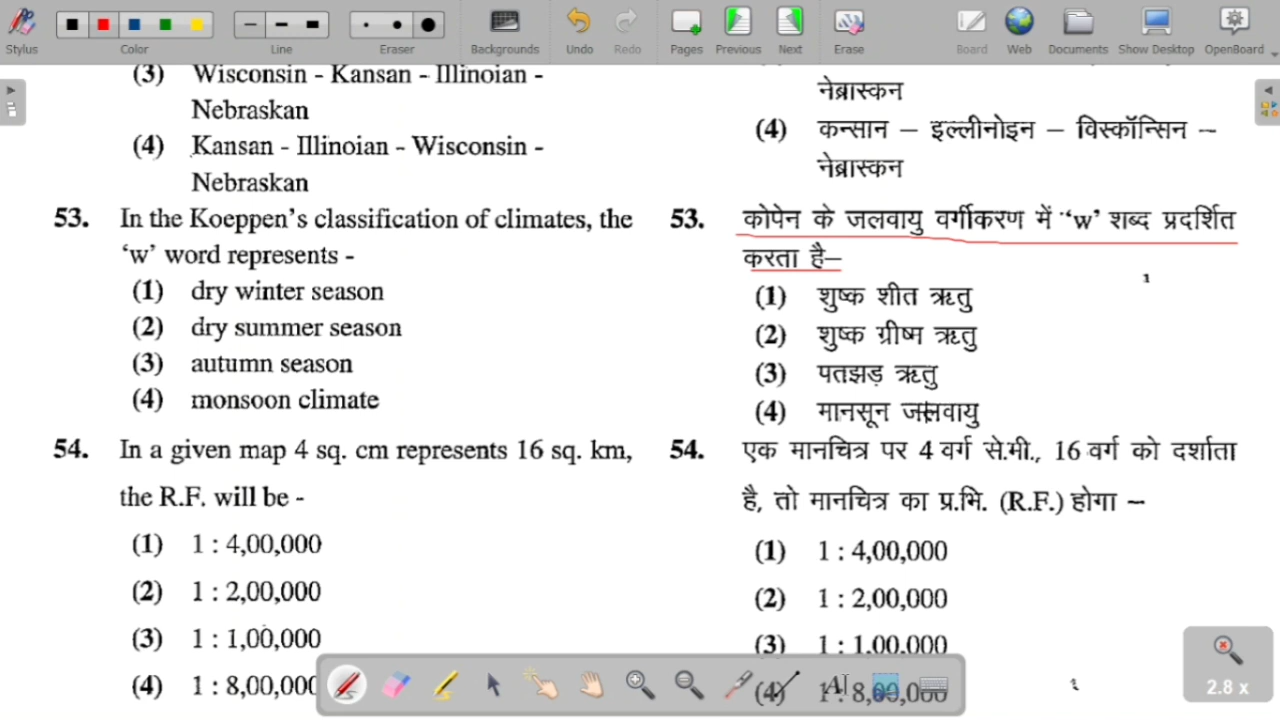 Stylus
Color
Line
Eraser
Backgrounds
Undo
Redo
Pages
Previous
Next
Erase
Board
Web
Documents
Show Desktop
OpenBoard
(3) Wisconsin - Kansan - Illinoian -
Nebraskan
(4) Kansan - Illinoian - Wisconsin -
Nebraskan
53. In the Koeppen's classification of climates, the
'w' word represents -
(1) dry winter season
(2) dry summer season
(3) autumn season
(4) monsoon climate
54. In a given map 4 sq. cm represents 16 sq. km,
the R.F. will be -
(1) 1 : 4,00,000
(2) 1 : 2,00,000
(3) 1 : 1,00,000
(4) 1 : 8,00,000
नेब्रास्कन
(4) कन्सान – इल्लीनोइन – विस्कॉन्सिन –
नेब्रास्कन
53. कोपेन के जलवायु वर्गीकरण में 'w' शब्द प्रदर्शित
करता है–
(1) शुष्क शीत ऋतु
(2) शुष्क ग्रीष्म ऋतु
(3) पतझड़ ऋतु
(4) मानसून जलवायु
54. एक मानचित्र पर 4 वर्ग से.मी., 16 वर्ग को दर्शाता
है, तो मानचित्र का प्र.भि. (R.F.) होगा –
(1) 1 : 4,00,000
(2) 1 : 2,00,000
(3) 1 : 1,00,000
(4) 1 : 8,00,000
2.8 x